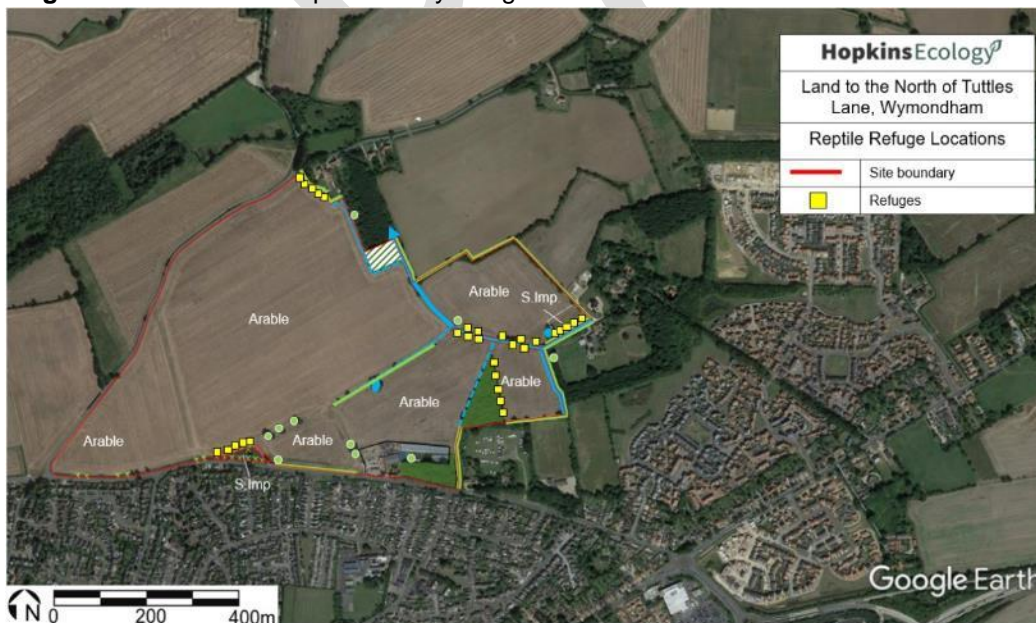 HopkinsEcology
Land to the North of Tuttles
Lane, Wymondham
Reptile Refuge Locations
Site boundary
Refuges
Arable
S.Imp
Arable
Arable
Arable
Arable
Arable
S.Imp
Google Earth
N 0 200 400m